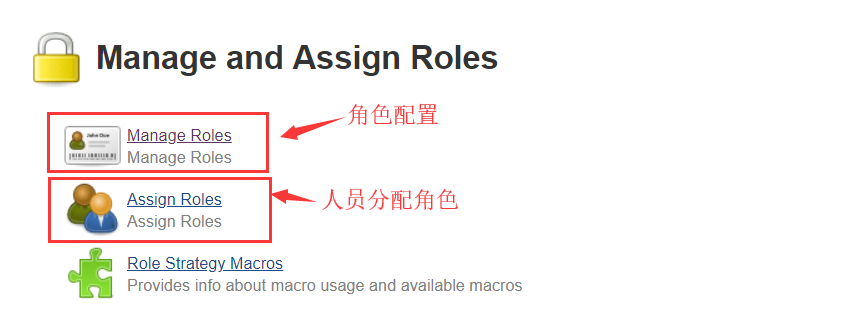 Manage and Assign Roles
John Doe
Manage Roles
Manage Roles
角色配置
Assign Roles
Assign Roles
人员分配角色
Role Strategy Macros
Provides info about macro usage and available macros